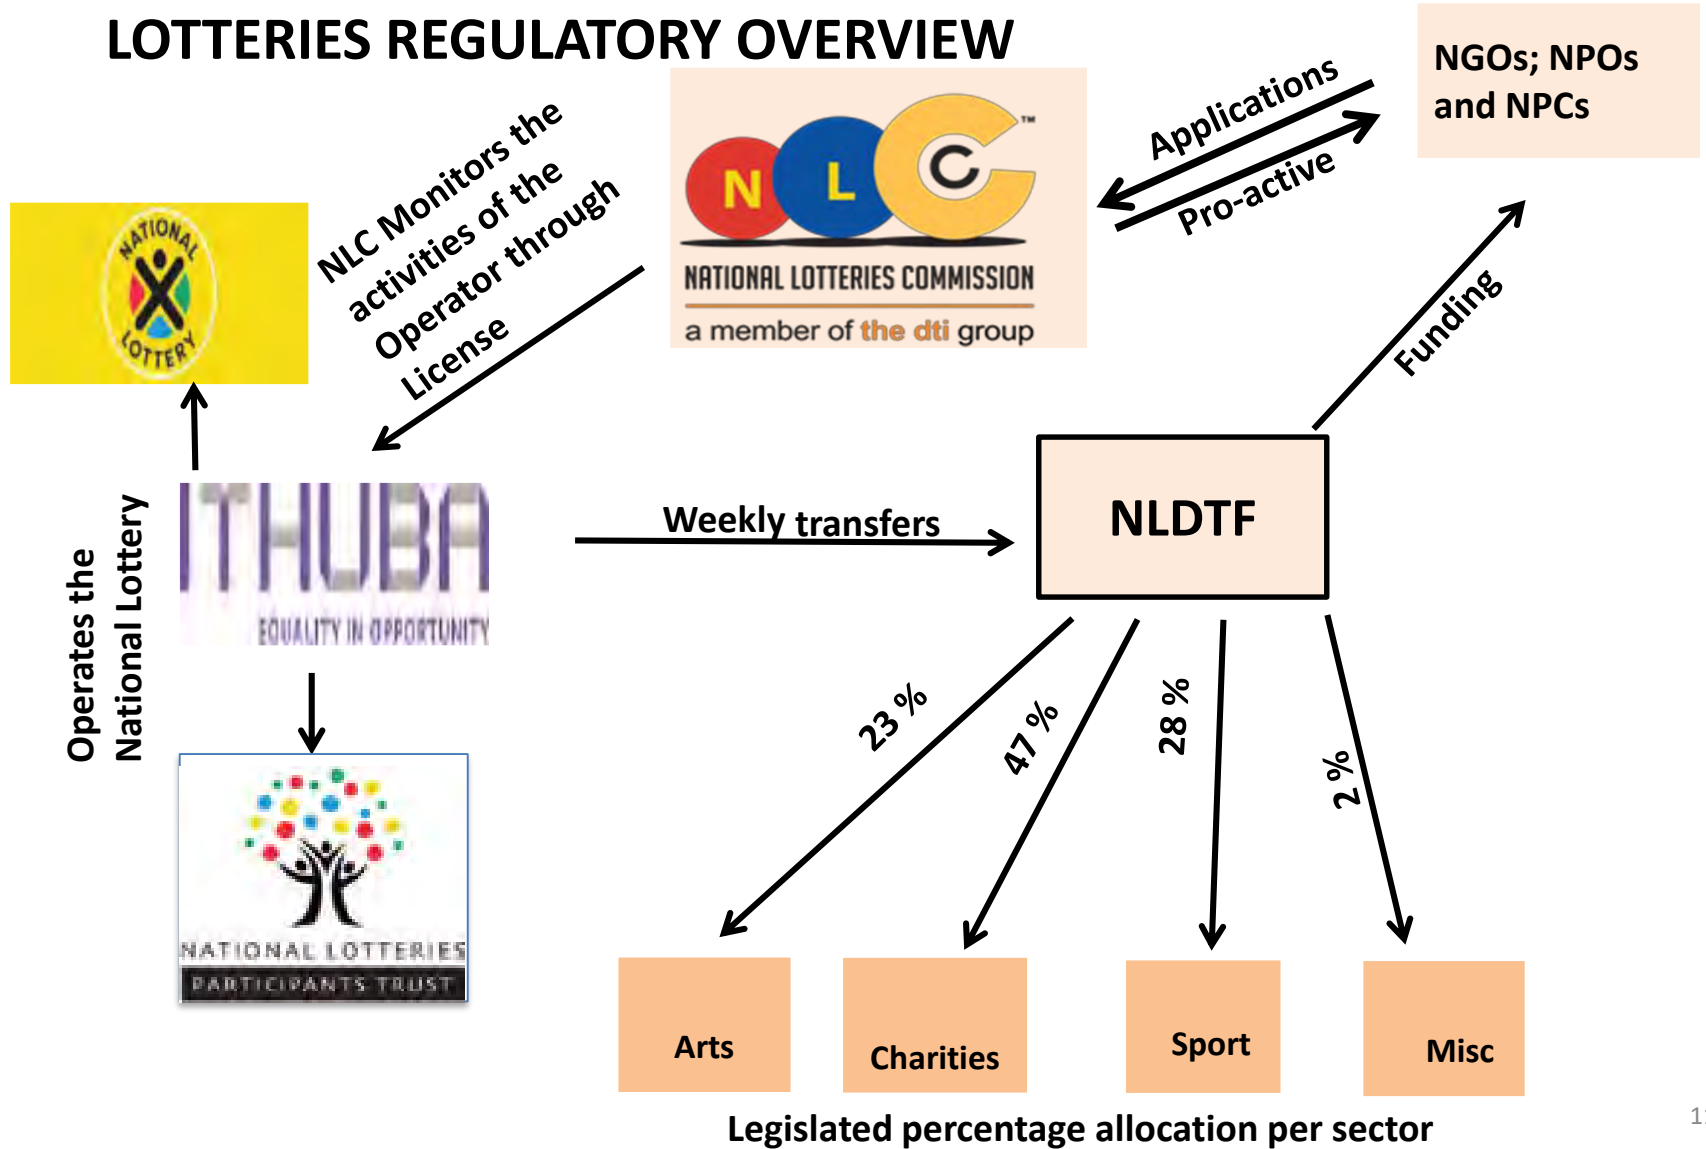 LOTTERIES REGULATORY OVERVIEW
NGOs; NPOs
and NPCs
Applications
Pro-active
NLC Monitors the
activities of the
Operator through
License
N L C
C
™
NATIONAL LOTTERIES COMMISSION
a member of the dti group
NATIONAL
LOTTERY
Funding
ITHUBA
EQUALITY IN OPPORTUNITY
Operates the
National Lottery
Weekly transfers
NLDTF
23 %
47 %
28 %
2 %
NATIONAL LOTTERIES
PARTICIPANTS TRUST
Arts
Charities
Sport
Misc
Legislated percentage allocation per sector